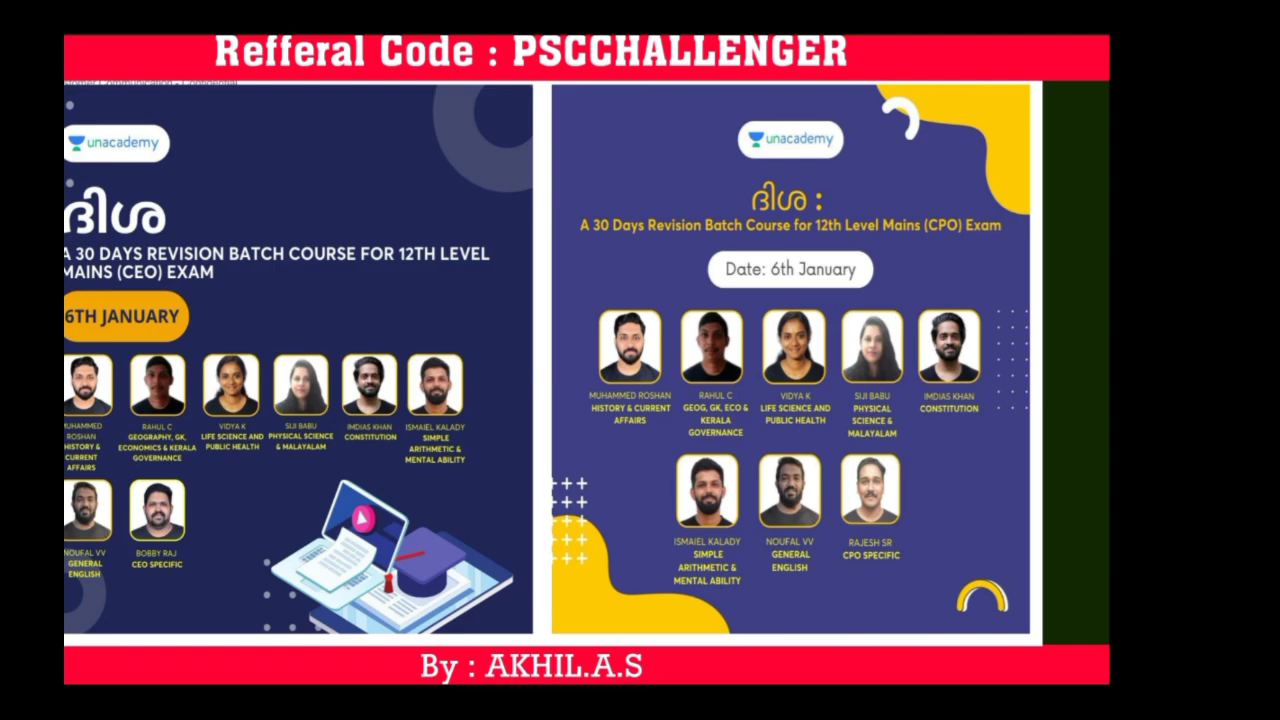 Refferal Code : PSCCHALLENGER
unacademy
ദിശ
A 30 DAYS REVISION BATCH COURSE FOR 12TH LEVEL
MAINS (CEO) EXAM
6TH JANUARY
MUHAMMED
ROSHAN
HISTORY &
CURRENT
AFFAIRS
RAHUL C
GEOGRAPHY, GK,
ECONOMICS & KERALA
GOVERNANCE
VIDYA K
LIFE SCIENCE AND
PUBLIC HEALTH
SIJI BABU
PHYSICAL SCIENCE
& MALAYALAM
IMDIAS KHAN
CONSTITUTION
ISMAIEL KALADY
SIMPLE
ARITHMETIC &
MENTAL ABILITY
NOUFAL VV
GENERAL
ENGLISH
BOBBY RAJ
CEO SPECIFIC
unacademy
ദിശ :
A 30 Days Revision Batch Course for 12th Level Mains (CPO) Exam
Date: 6th January
MUHAMMED ROSHAN
HISTORY & CURRENT
AFFAIRS
RAHUL C
GEOG, GK, ECO &
KERALA
GOVERNANCE
VIDYA K
LIFE SCIENCE AND
PUBLIC HEALTH
SIJI BABU
PHYSICAL
SCIENCE &
MALAYALAM
IMDIAS KHAN
CONSTITUTION
ISMAIEL KALADY
SIMPLE
ARITHMETIC &
MENTAL ABILITY
NOUFAL VV
GENERAL
ENGLISH
RAJESH SR
CPO SPECIFIC
By : AKHIL.A.S